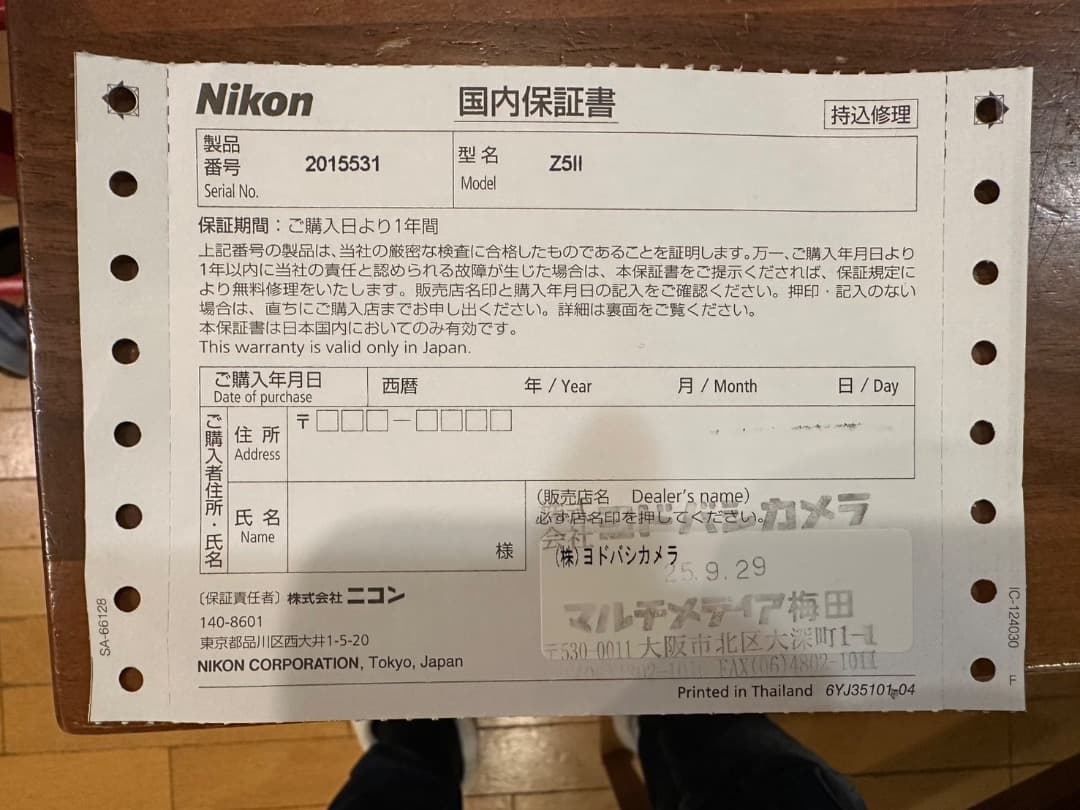 Nikon
国内保証書
持込修理
製品番号
Serial No.
2015531
型名
Model
Z5II
保証期間：ご購入日より1年間
上記番号の製品は、当社の厳密な検査に合格したものであることを証明します。万一、ご購入年月日より
1年以内に当社の責任と認められる故障が生じた場合は、本保証書をご提示くだされば、保証規定に
より無料修理をいたします。販売店名印と購入年月日の記入をご確認ください。押印・記入のない
場合は、直ちにご購入店までお申し出ください。詳細は裏面をご覧ください。
本保証書は日本国内においてのみ有効です。
This warranty is valid only in Japan.
ご購入年月日
Date of purchase
西暦 年 / Year 月 / Month 日 / Day
ご購入者住所・氏名
住所
Address
〒□□□－□□□□
氏名
Name
様
(販売店名 Dealer's name)
必ず店名印を押してください。
会社ヨドバシカメラ
(株)ヨドバシカメラ
25.9.29
マルチメディア梅田
〒530-0011 大阪市北区大深町1-1
FAX(06)4802-1011
〔保証責任者〕株式会社ニコン
140-8601
東京都品川区西大井1-5-20
NIKON CORPORATION, Tokyo, Japan
Printed in Thailand 6YJ35101-04
SA-66128
IC-124030
F